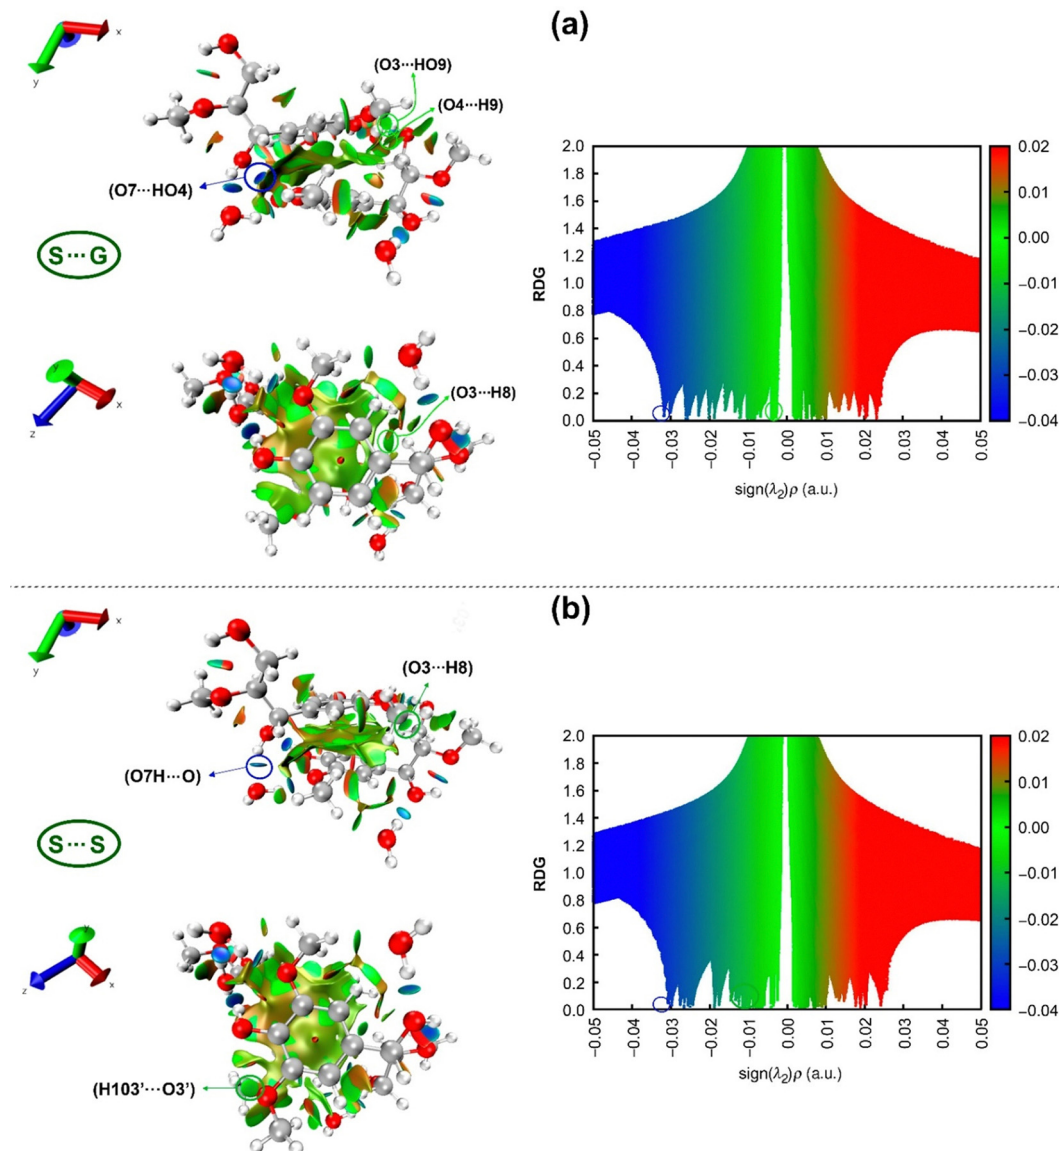 (a)
x
y
(O3···HO9)
(O4···H9)
(O7···HO4)
S···G
y
x
z
(O3···H8)
RDG
2.0
1.8
1.6
1.4
1.2
1.0
0.8
0.6
0.4
0.2
0.0
−0.05
−0.04
−0.03
−0.02
−0.01
0.00
0.01
0.02
0.03
0.04
0.05
sign(λ₂)ρ (a.u.)
0.02
0.01
0.00
−0.01
−0.02
−0.03
−0.04
(b)
x
y
(O3···H8)
(O7H···O)
S···S
y
z
x
(H103’···O3’)
RDG
2.0
1.8
1.6
1.4
1.2
1.0
0.8
0.6
0.4
0.2
0.0
−0.05
−0.04
−0.03
−0.02
−0.01
0.00
0.01
0.02
0.03
0.04
0.05
sign(λ₂)ρ (a.u.)
0.02
0.01
0.00
−0.01
−0.02
−0.03
−0.04